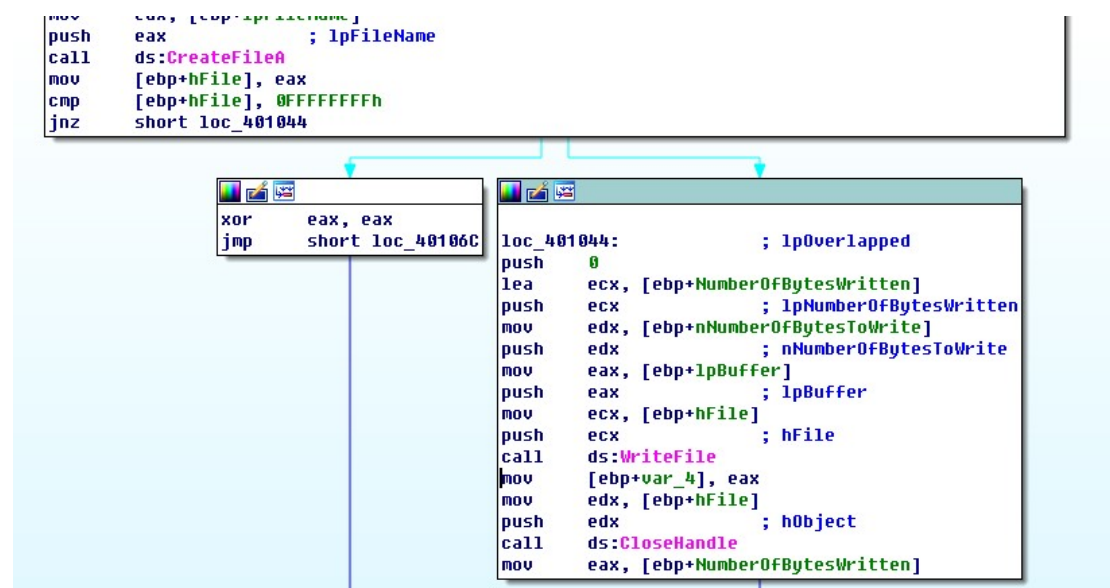 push eax ; lpFileName
call ds:CreateFileA
mov [ebp+hFile], eax
cmp [ebp+hFile], 0FFFFFFFFh
jnz short loc_401044
xor eax, eax
jmp short loc_40106C
loc_401044: ; lpOverlapped
push 0
lea ecx, [ebp+NumberOfBytesWritten]
push ecx ; lpNumberOfBytesWritten
mov edx, [ebp+nNumberOfBytesToWrite]
push edx ; nNumberOfBytesToWrite
mov eax, [ebp+lpBuffer]
push eax ; lpBuffer
mov ecx, [ebp+hFile]
push ecx ; hFile
call ds:WriteFile
mov [ebp+var_4], eax
mov edx, [ebp+hFile]
push edx ; hObject
call ds:CloseHandle
mov eax, [ebp+NumberOfBytesWritten]